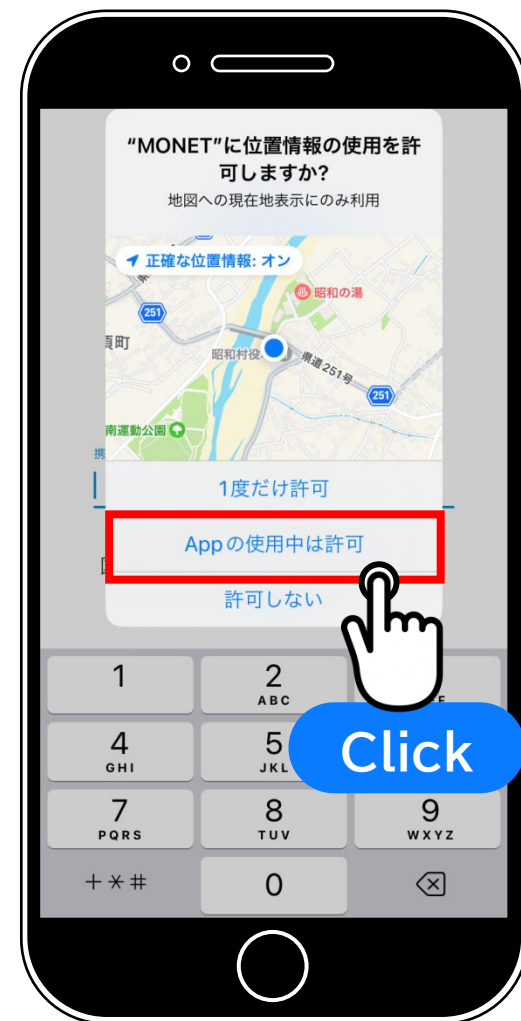 “MONET”に位置情報の使用を許
可しますか?
地図への現在地表示にのみ利用
正確な位置情報: オン
昭和の湯
251
頁町
昭和村役
県道251号
251
南運動公園
携
1度だけ許可
Appの使用中は許可
許可しない
1
2
ABC
4
GHI
5
JKL
Click
7
PQRS
8
TUV
9
WXYZ
+*#
0